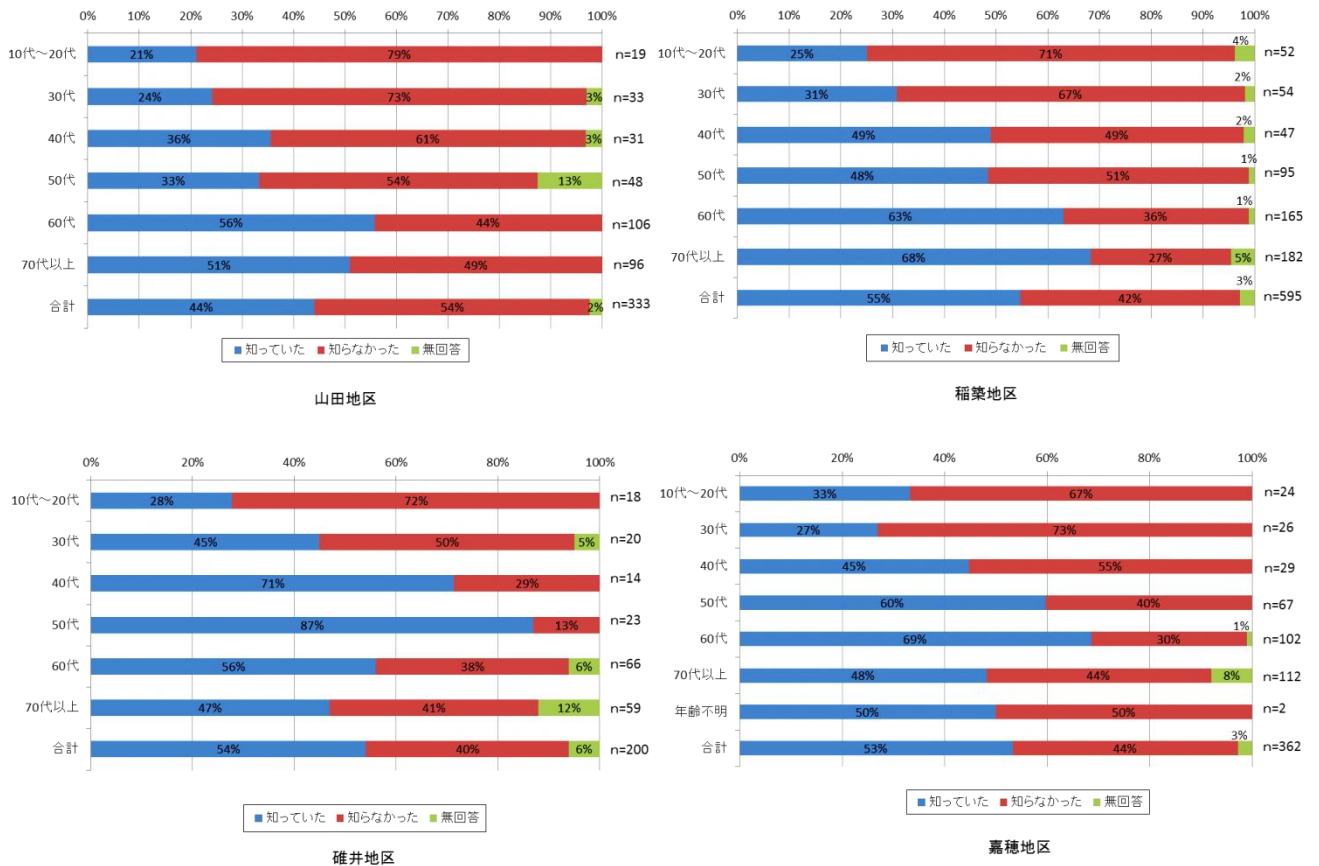 0% 10% 20% 30% 40% 50% 60% 70% 80% 90% 100%
10代～20代 21% 79% n=19
30代 24% 73% 3% n=33
40代 36% 61% 3% n=31
50代 33% 54% 13% n=48
60代 56% 44% n=106
70代以上 51% 49% n=96
合計 44% 54% 2% n=333
知っていた 知らなかった 無回答
山田地区
0% 10% 20% 30% 40% 50% 60% 70% 80% 90% 100%
10代～20代 25% 71% 4% n=52
30代 31% 67% 2% n=54
40代 49% 49% 2% n=47
50代 48% 51% 1% n=95
60代 63% 36% 1% n=165
70代以上 68% 27% 5% n=182
合計 55% 42% 3% n=595
知っていた 知らなかった 無回答
稲築地区
0% 20% 40% 60% 80% 100%
10代～20代 28% 72% n=18
30代 45% 50% 5% n=20
40代 71% 29% n=14
50代 87% 13% n=23
60代 56% 38% 6% n=66
70代以上 47% 41% 12% n=59
合計 54% 40% 6% n=200
知っていた 知らなかった 無回答
碓井地区
0% 20% 40% 60% 80% 100%
10代～20代 33% 67% n=24
30代 27% 73% n=26
40代 45% 55% n=29
50代 60% 40% n=67
60代 69% 30% 1% n=102
70代以上 48% 44% 8% n=112
年齢不明 50% 50% n=2
合計 53% 44% 3% n=362
知っていた 知らなかった 無回答
嘉穂地区